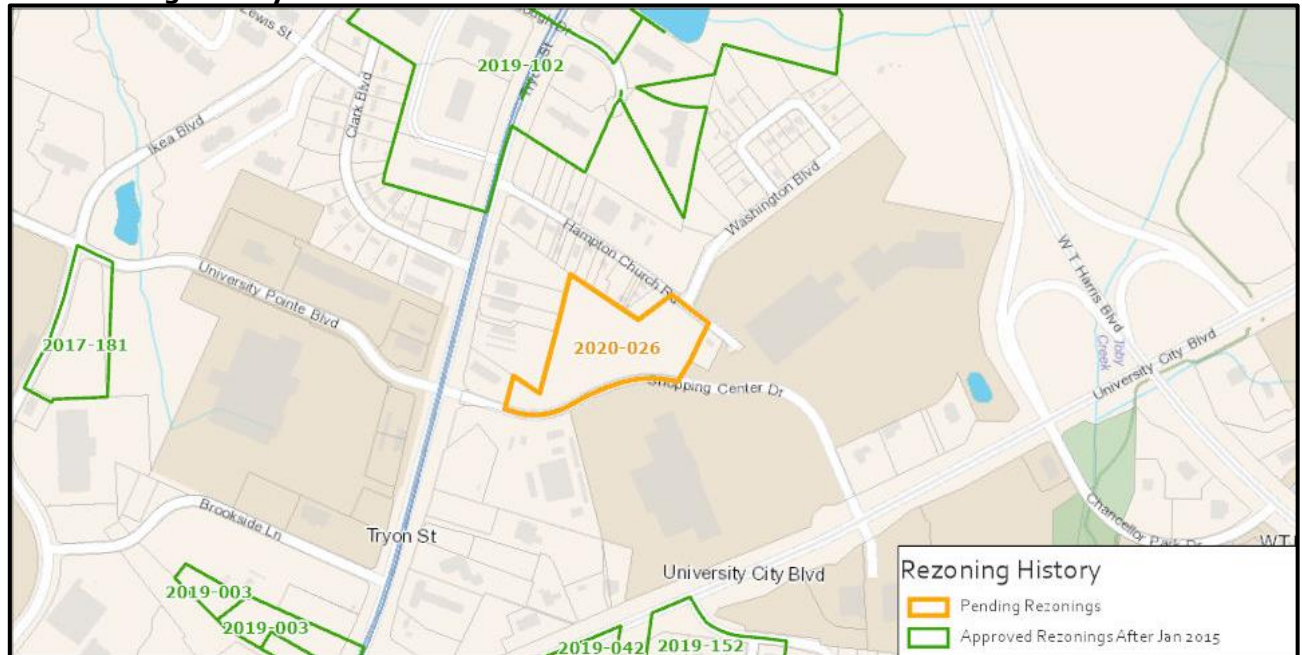 Lewis St
2019-102
Tryon St
Clark Blvd
Ikea Blvd
Washington Blvd
Hampton Church Rd
W T Harris Blvd
Toby Creek
University City Blvd
University Pointe Blvd
2017-181
2020-026
Shopping Center Dr
Brookside Ln
Tryon St
Chancellor Park Dr
University City Blvd
2019-003
2019-003
2019-042
2019-152
Rezoning History
Pending Rezonings
Approved Rezonings After Jan 2015